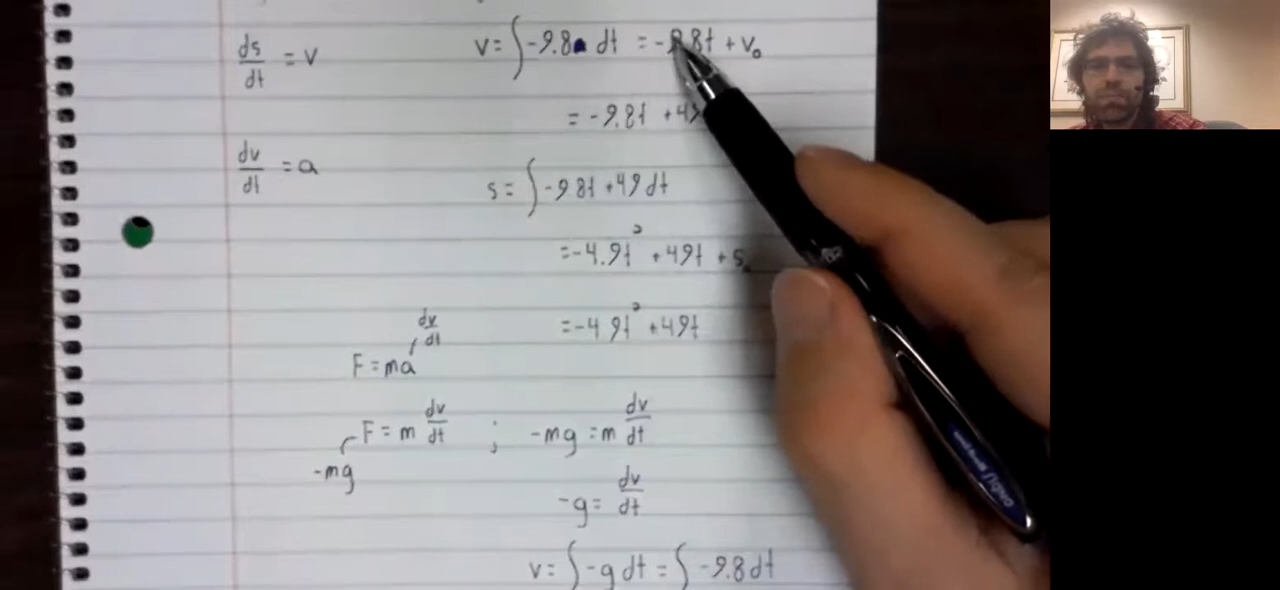 ds/dt = v
v = ∫ -9.8 dt = -9.8t + v₀
= -9.8t + 49
dv/dt = a
s = ∫ -9.8t + 49 dt
= -4.9t² + 49t + s₀
= -4.9t² + 49t
dv/dt
F = ma
F = m dv/dt ; -mg = m dv/dt
-mg
-g = dv/dt
v = ∫ -g dt = ∫ -9.8 dt